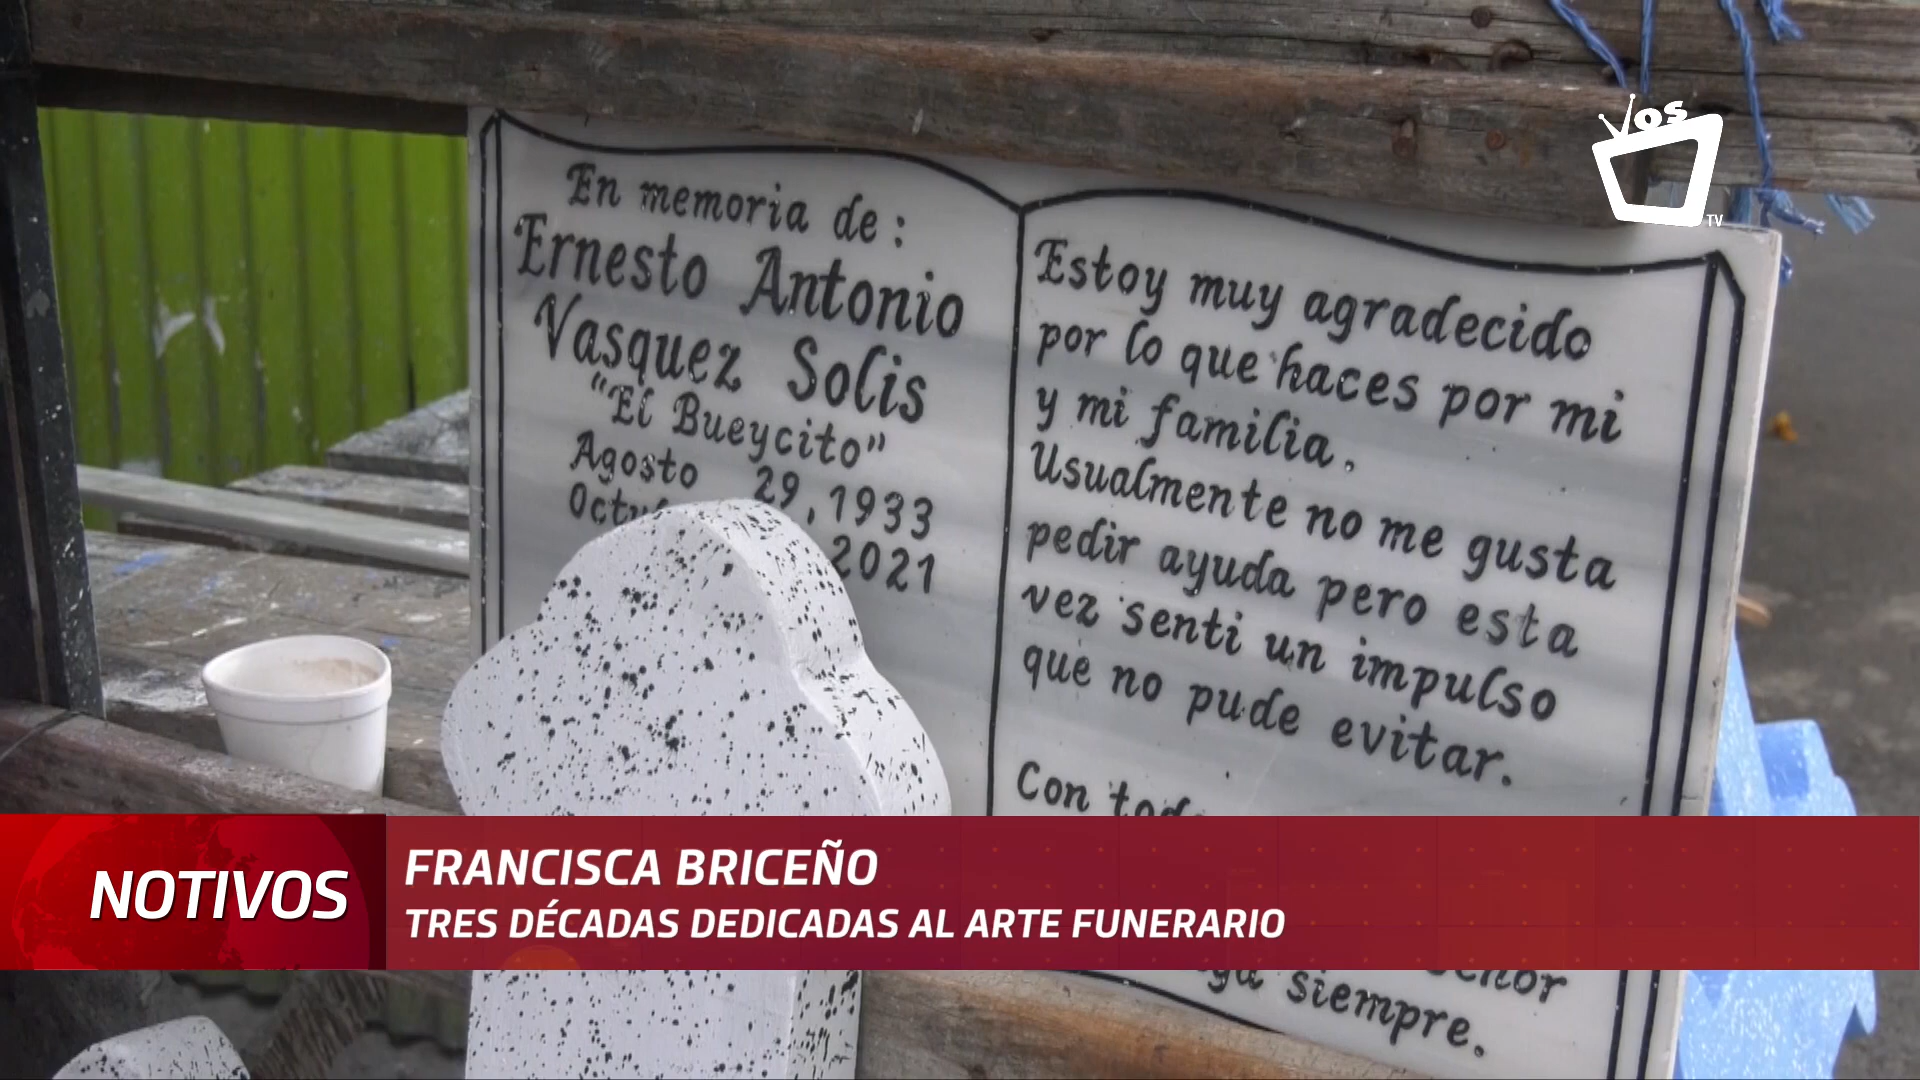 VOS
TV
En memoria de :
Ernesto Antonio
Vasquez Solis
"El Bueycito"
Agosto 29, 1933
2021
Estoy muy agradecido
por lo que haces por mi
y mi familia.
Usualmente no me gusta
pedir ayuda pero esta
vez senti un impulso
que no pude evitar.
Con
siempre.
NOTIVOS
FRANCISCA BRICEÑO
TRES DÉCADAS DEDICADAS AL ARTE FUNERARIO